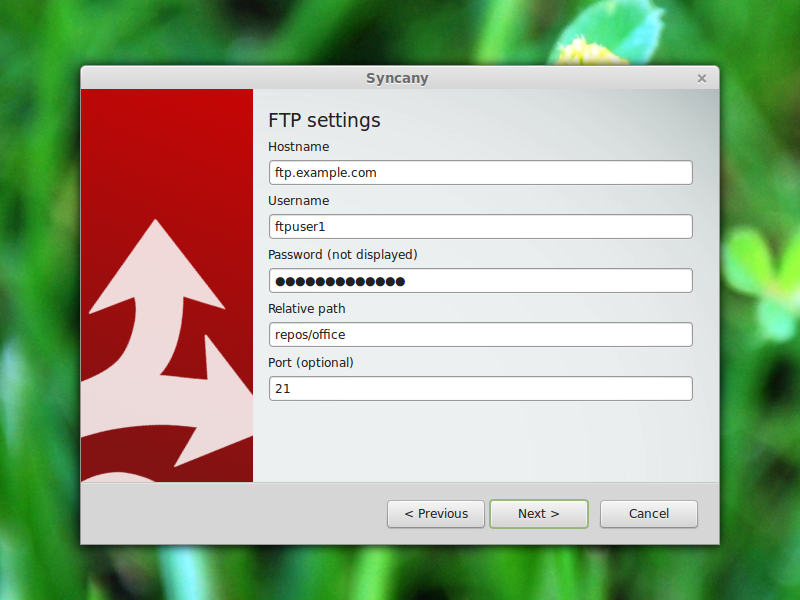 Syncany
FTP settings
Hostname
ftp.example.com
Username
ftpuser1
Password (not displayed)
●●●●●●●●●●●●●
Relative path
repos/office
Port (optional)
21
< Previous
Next >
Cancel